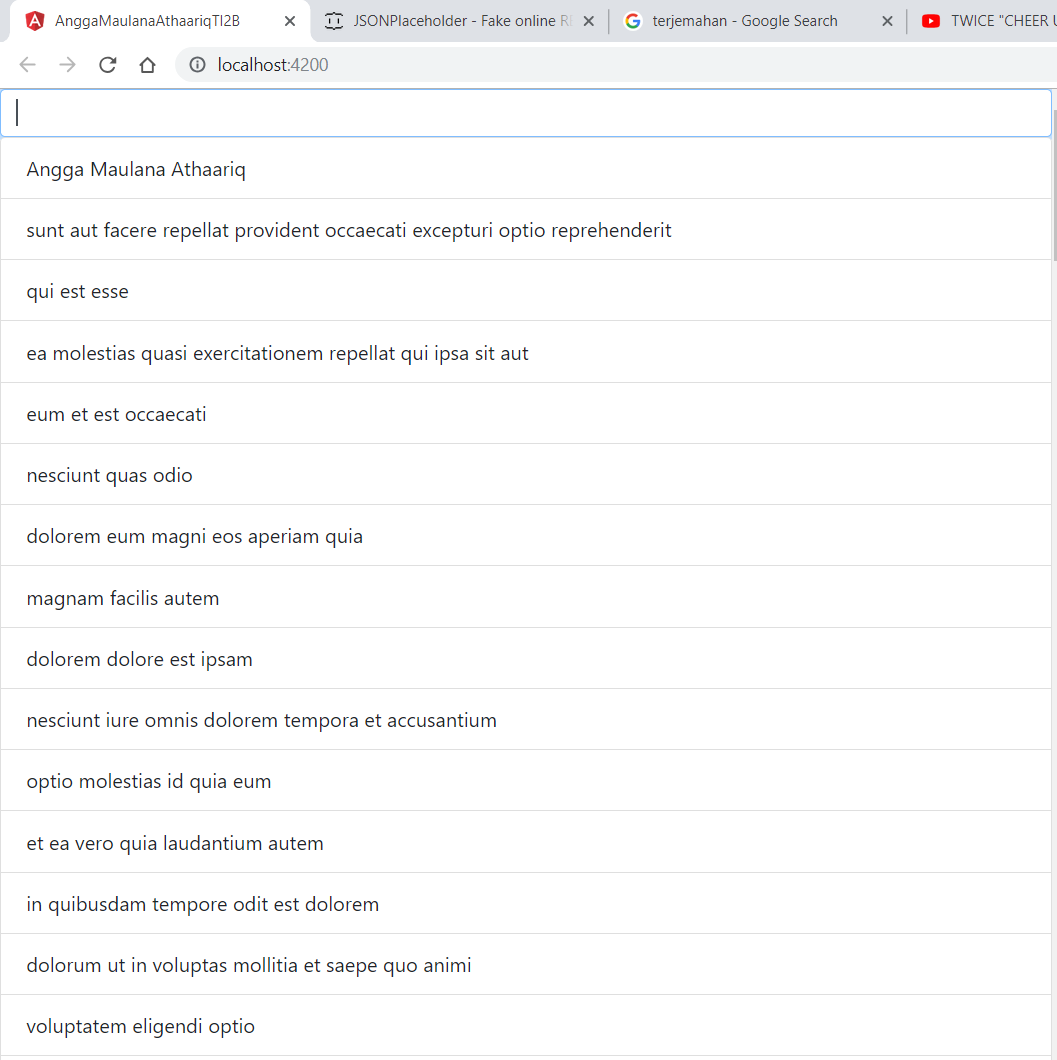 AnggaMaulanaAthaariqTI2B
JSONPlaceholder - Fake online
terjemahan - Google Search
TWICE "CHEER
localhost:4200
Angga Maulana Athaariq
sunt aut facere repellat provident occaecati excepturi optio reprehenderit
qui est esse
ea molestias quasi exercitationem repellat qui ipsa sit aut
eum et est occaecati
nesciunt quas odio
dolorem eum magni eos aperiam quia
magnam facilis autem
dolorem dolore est ipsam
nesciunt iure omnis dolorem tempora et accusantium
optio molestias id quia eum
et ea vero quia laudantium autem
in quibusdam tempore odit est dolorem
dolorum ut in voluptas mollitia et saepe quo animi
voluptatem eligendi optio